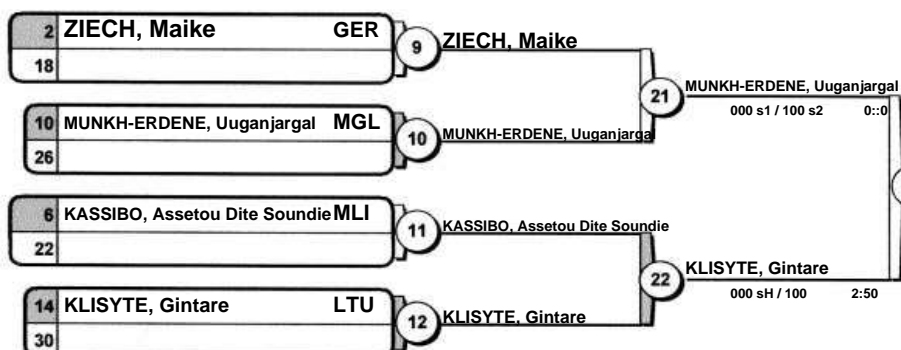 2 ZIECH, Maike GER
18
9
ZIECH, Maike
10 MUNKH-ERDENE, Uuganjargal MGL
26
10
MUNKH-ERDENE, Uuganjargal
21
MUNKH-ERDENE, Uuganjargal
000 s1 / 100 s2 0::0
6 KASSIBO, Assetou Dite Soundie MLI
22
11
KASSIBO, Assetou Dite Soundie
14 KLISYTE, Gintare LTU
30
12
KLISYTE, Gintare
22
KLISYTE, Gintare
000 sH / 100 2:50